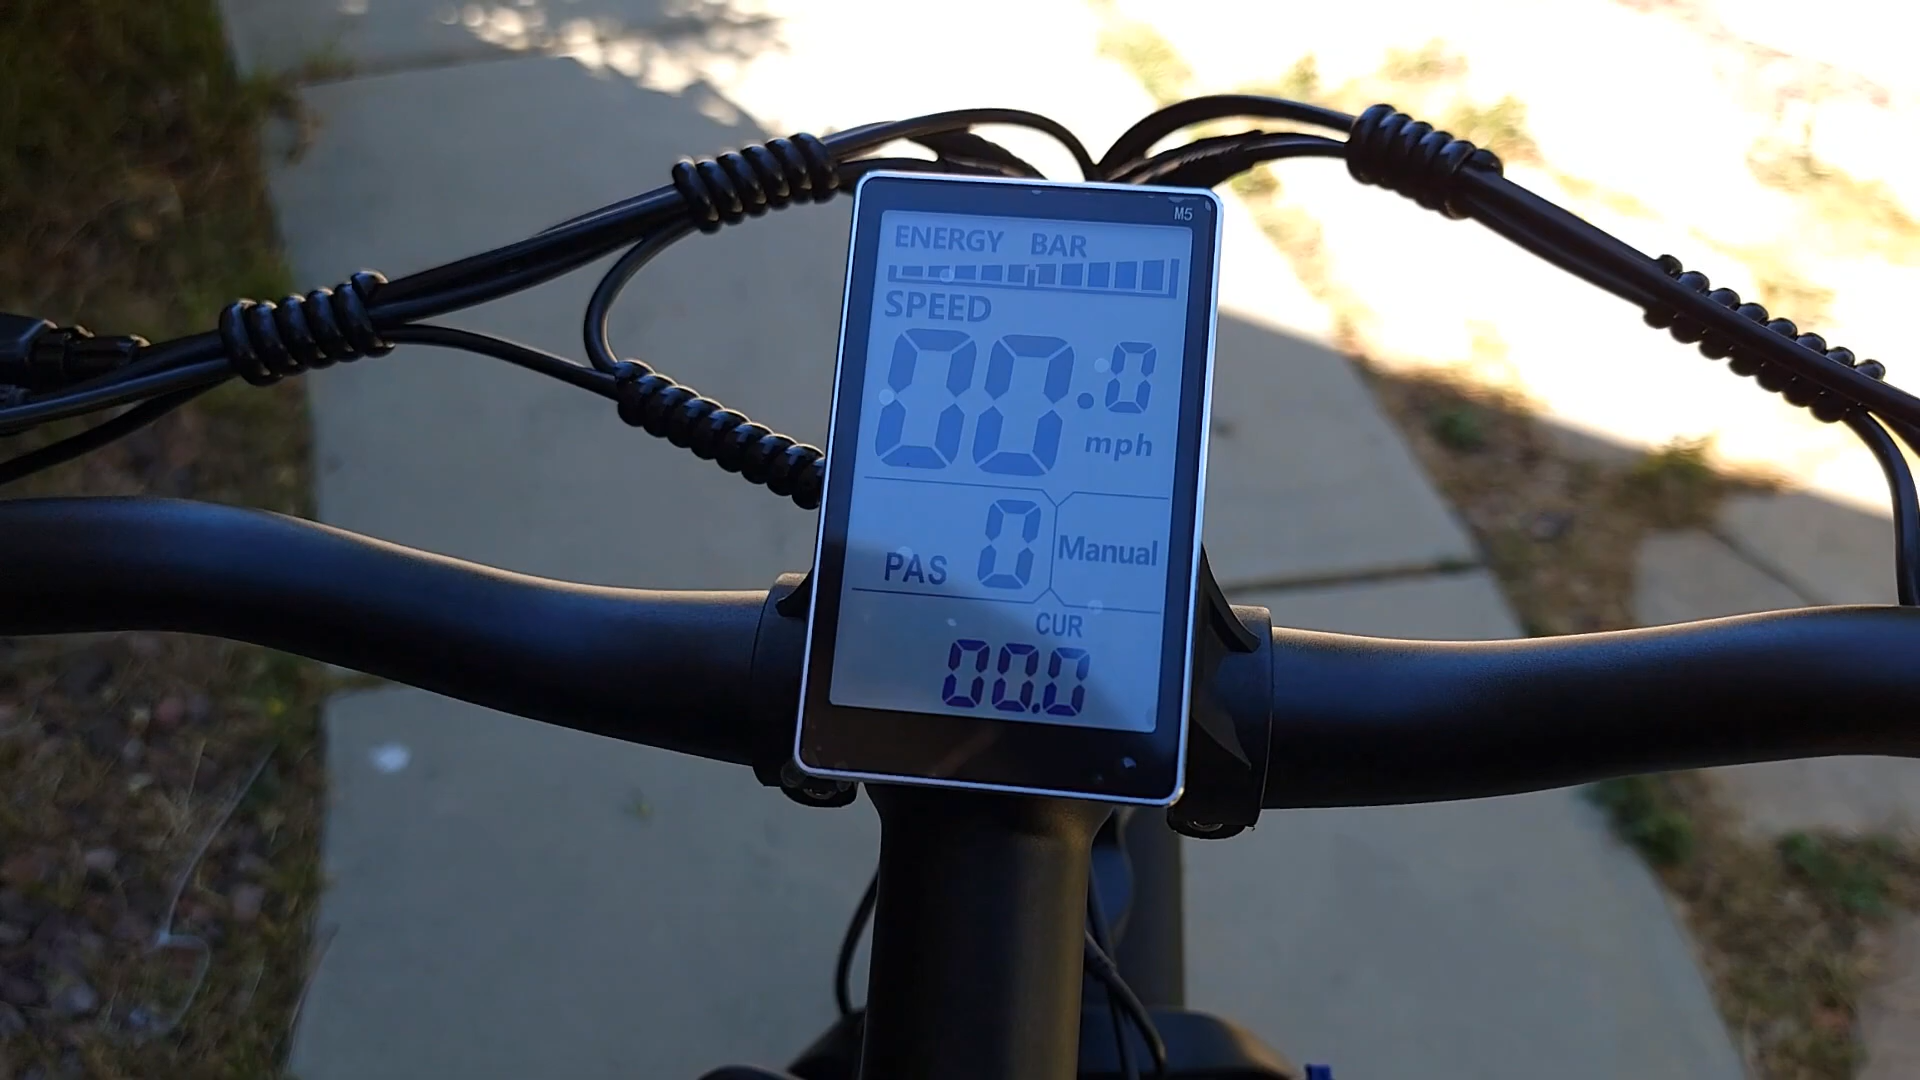 M5
ENERGY BAR
SPEED
00.0
mph
PAS 0 Manual
CUR
00.0